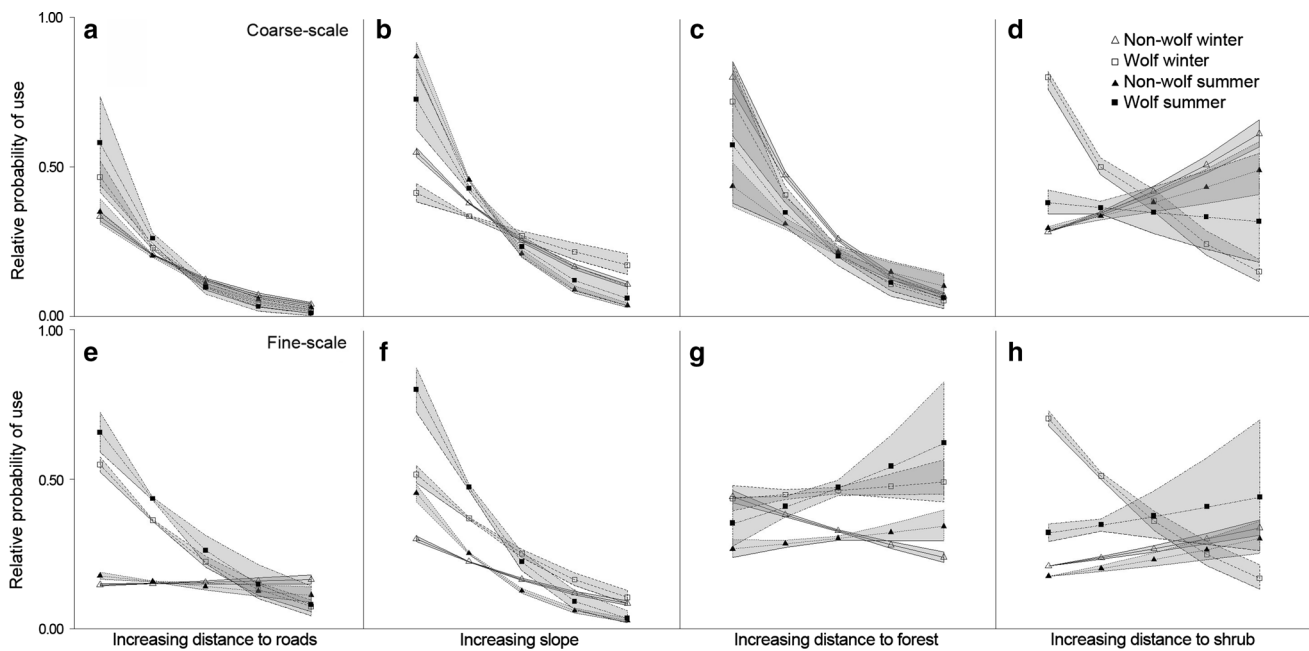 a
Coarse-scale
b
c
d
Non-wolf winter
Wolf winter
Non-wolf summer
Wolf summer
1.00
0.50
0.00
Relative probability of use
e
Fine-scale
f
g
h
1.00
0.50
0.00
Relative probability of use
Increasing distance to roads
Increasing slope
Increasing distance to forest
Increasing distance to shrub